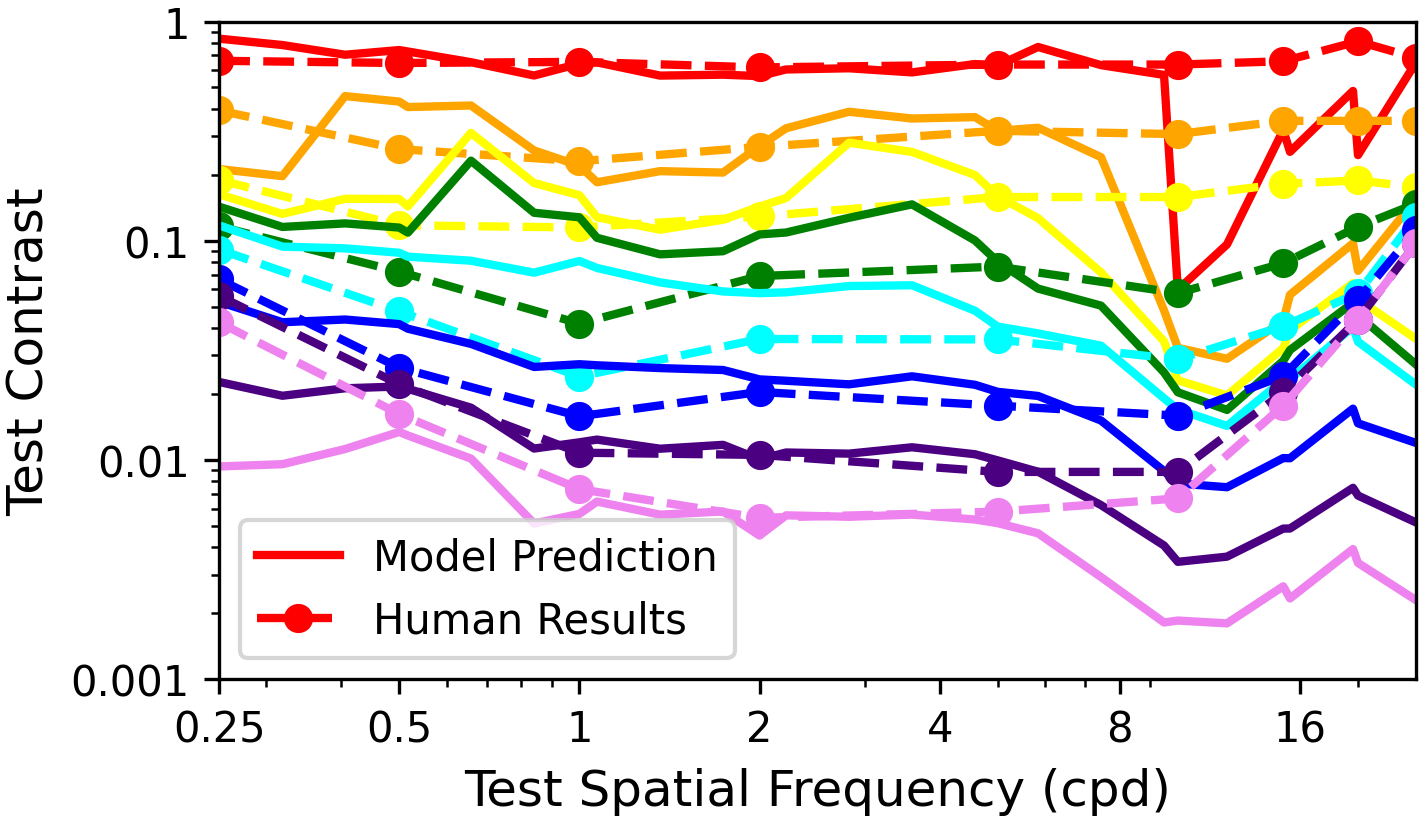 1
0.1
0.01
0.001
Test Contrast
Model Prediction
Human Results
0.25 0.5 1 2 4 8 16
Test Spatial Frequency (cpd)